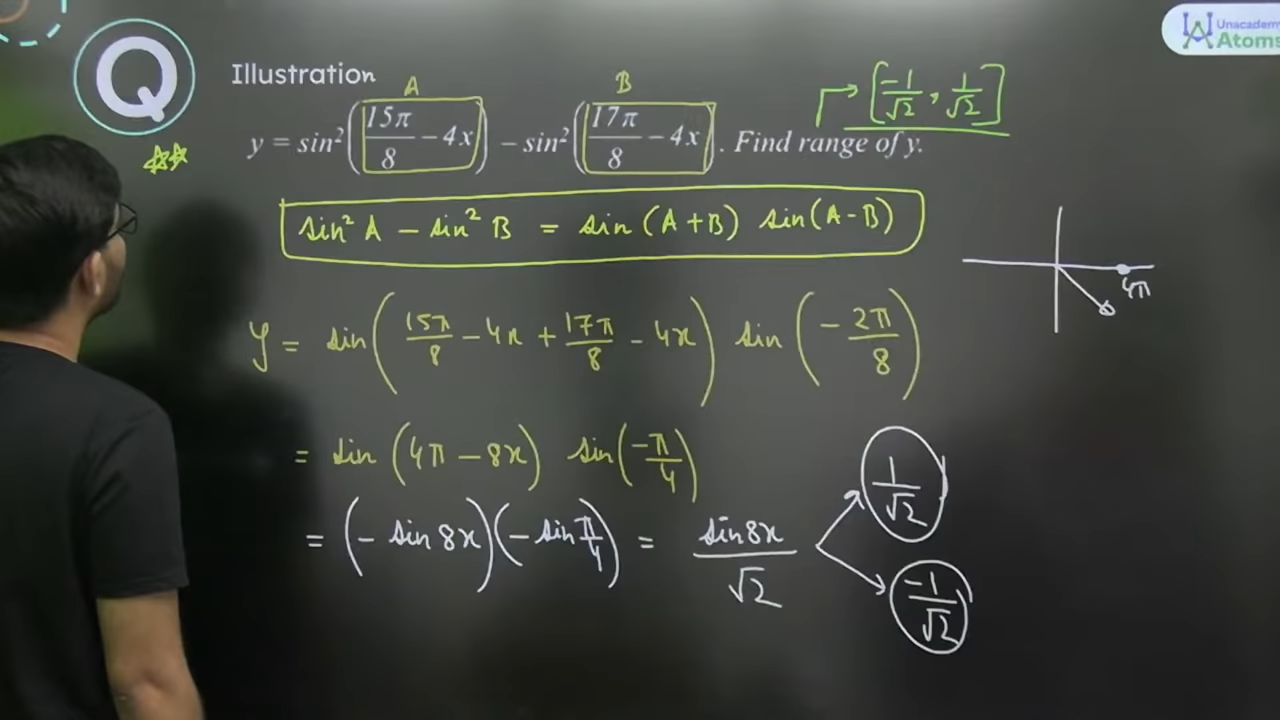 Unacademy
Atoms
Q
Illustration
A B
[-1/√2, 1/√2]
y = sin²(15π/8 − 4x) − sin²(17π/8 − 4x). Find range of y.
sin² A − sin² B = sin (A+B) sin(A-B)
y = sin(15π/8 − 4x + 17π/8 − 4x) sin(−2π/8)
4π
= sin (4π − 8x) sin(−π/4)
= (− sin 8x)(− sin π/4) = sin8x/√2
1/√2
-1/√2